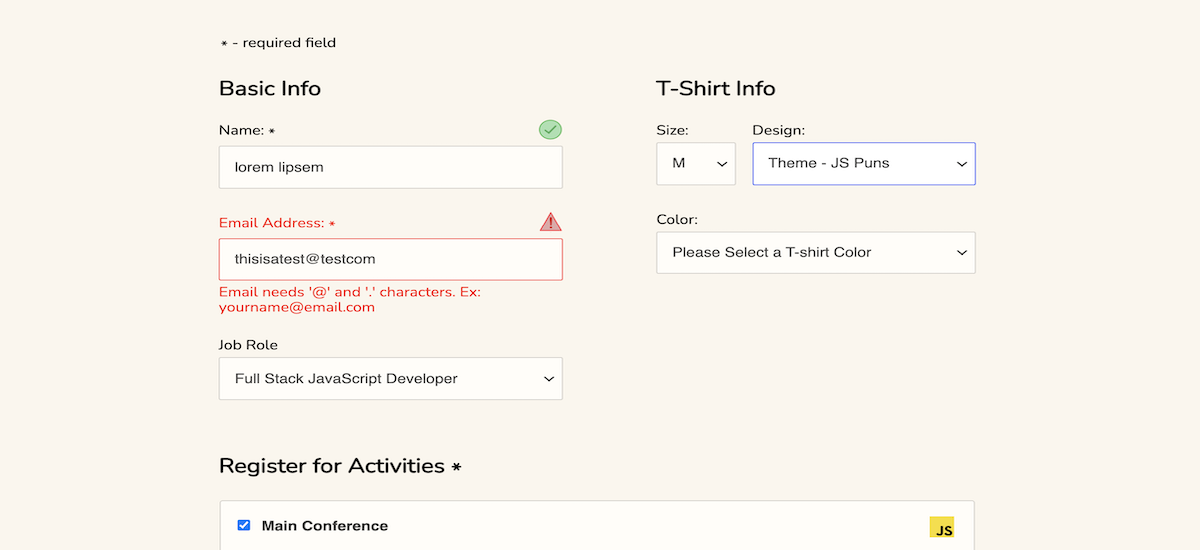 * - required field
Basic Info
Name: *
lorem lipsem
Email Address: *
thisisatest@testcom
Email needs '@' and '.' characters. Ex:
yourname@email.com
Job Role
Full Stack JavaScript Developer
T-Shirt Info
Size:
M
Design:
Theme - JS Puns
Color:
Please Select a T-shirt Color
Register for Activities *
Main Conference
JS